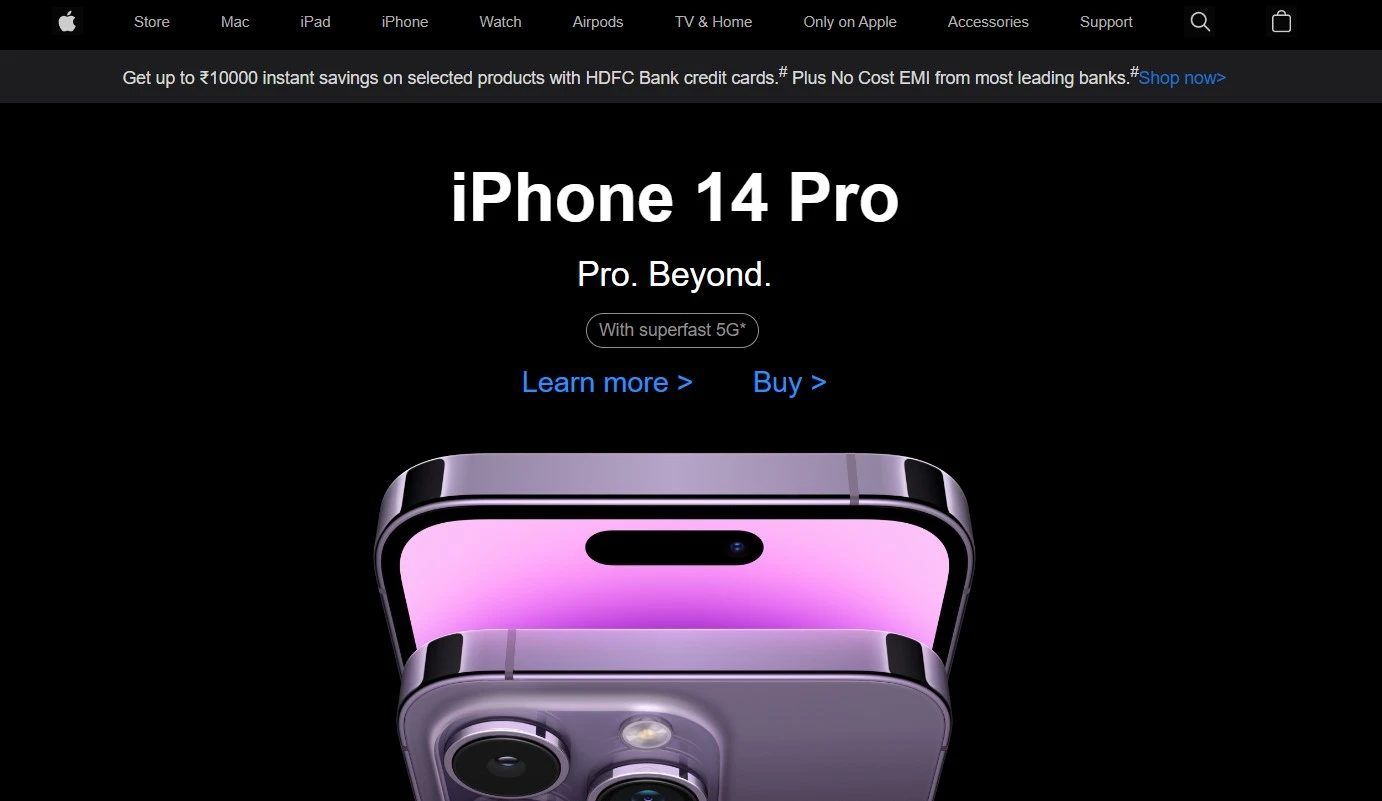 Store Mac iPad iPhone Watch Airpods TV & Home Only on Apple Accessories Support
Get up to ₹10000 instant savings on selected products with HDFC Bank credit cards.# Plus No Cost EMI from most leading banks.#Shop now>
iPhone 14 Pro
Pro. Beyond.
With superfast 5G*
Learn more > Buy >